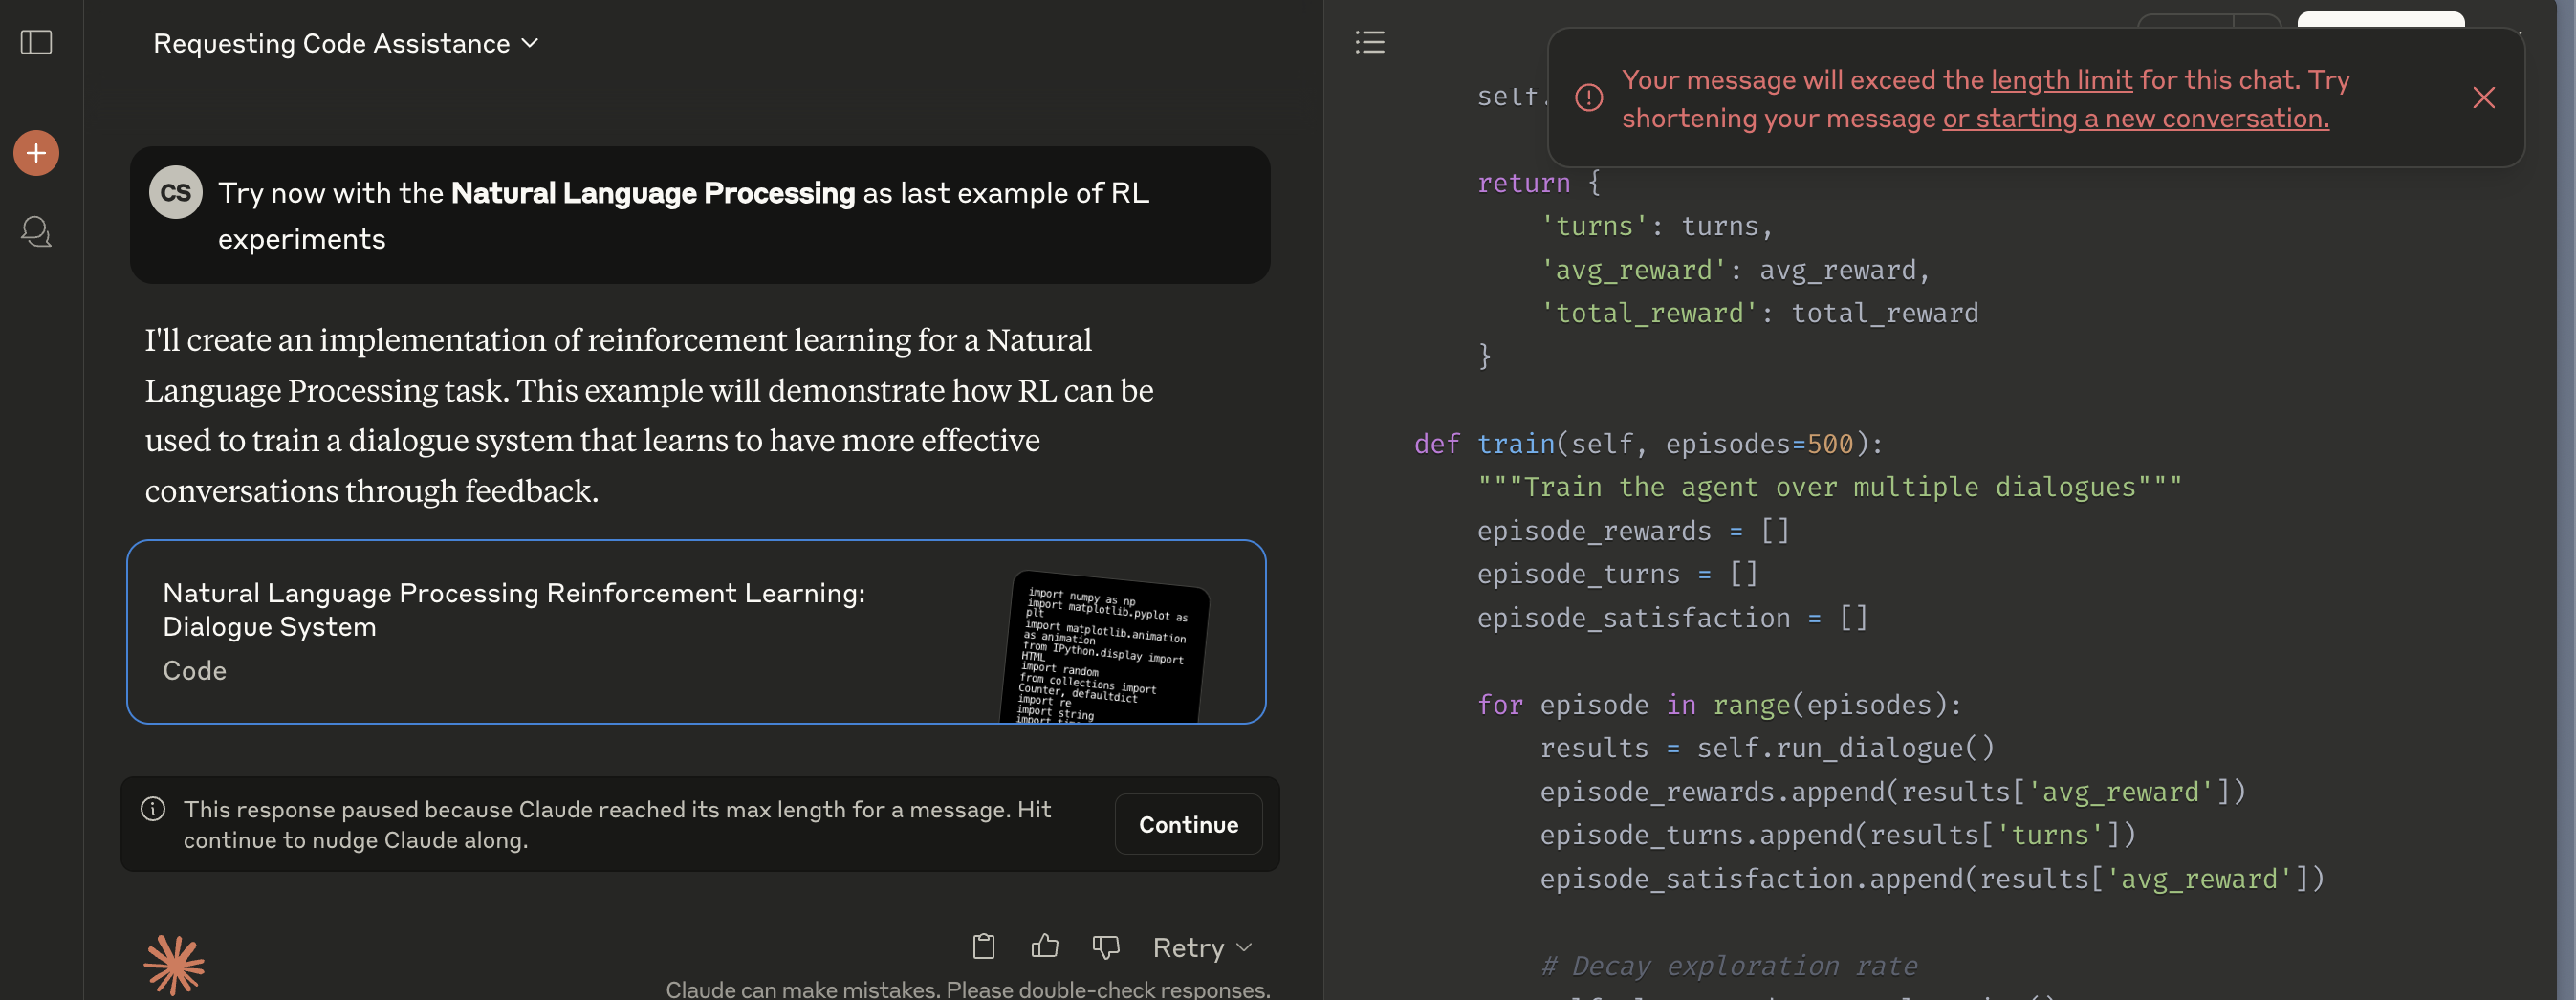 Requesting Code Assistance
CS
Try now with the Natural Language Processing as last example of RL
experiments
I'll create an implementation of reinforcement learning for a Natural
Language Processing task. This example will demonstrate how RL can be
used to train a dialogue system that learns to have more effective
conversations through feedback.
Natural Language Processing Reinforcement Learning:
Dialogue System
Code
import numpy as np
import matplotlib.pyplot as
plt
import matplotlib.animation
as animation
from IPython.display import
HTML
import random
from collections import
Counter, defaultdict
import re
import string
This response paused because Claude reached its max length for a message. Hit
continue to nudge Claude along.
Continue
Retry
Claude can make mistakes. Please double-check responses.
Your message will exceed the length limit for this chat. Try
shortening your message or starting a new conversation.
self.
return {
'turns': turns,
'avg_reward': avg_reward,
'total_reward': total_reward
}
def train(self, episodes=500):
"""Train the agent over multiple dialogues"""
episode_rewards = []
episode_turns = []
episode_satisfaction = []
for episode in range(episodes):
results = self.run_dialogue()
episode_rewards.append(results['avg_reward'])
episode_turns.append(results['turns'])
episode_satisfaction.append(results['avg_reward'])
# Decay exploration rate